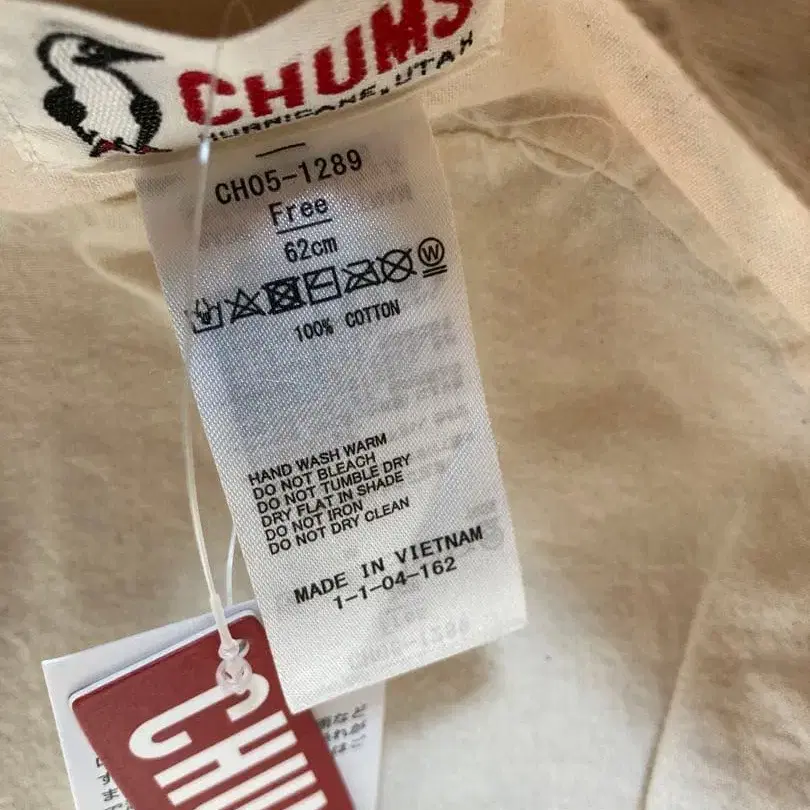 CHUMS
HURRICANE, UTAH
CH05-1289
Free
62cm
W
100% COTTON
HAND WASH WARM
DO NOT BLEACH
DO NOT TUMBLE DRY
DRY FLAT IN SHADE
DO NOT IRON
DO NOT DRY CLEAN
MADE IN VIETNAM
1-1-04-162
CHU